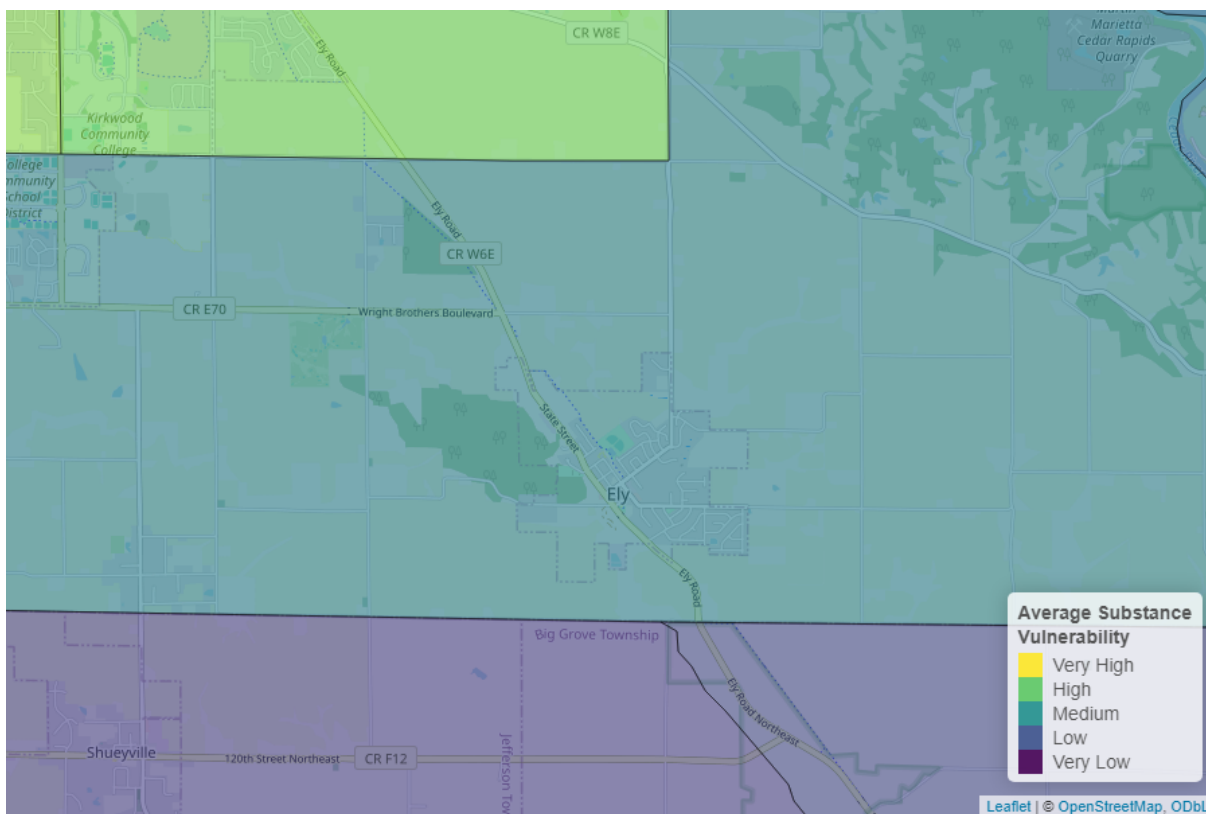 Martin
Marietta
Cedar Rapids
Quarry
CR W8E
Ely Road
Kirkwood
Community
College
College
mmunity
School
District
Ely Road
CR W6E
CR E70
Wright Brothers Boulevard
State Street
Ely
Ely Road
Big Grove Township
Ely Road Northeast
Shueyville
120th Street Northeast
CR F12
Jefferson Tow
Average Substance
Vulnerability
Very High
High
Medium
Low
Very Low
Leaflet | © OpenStreetMap, ODbL